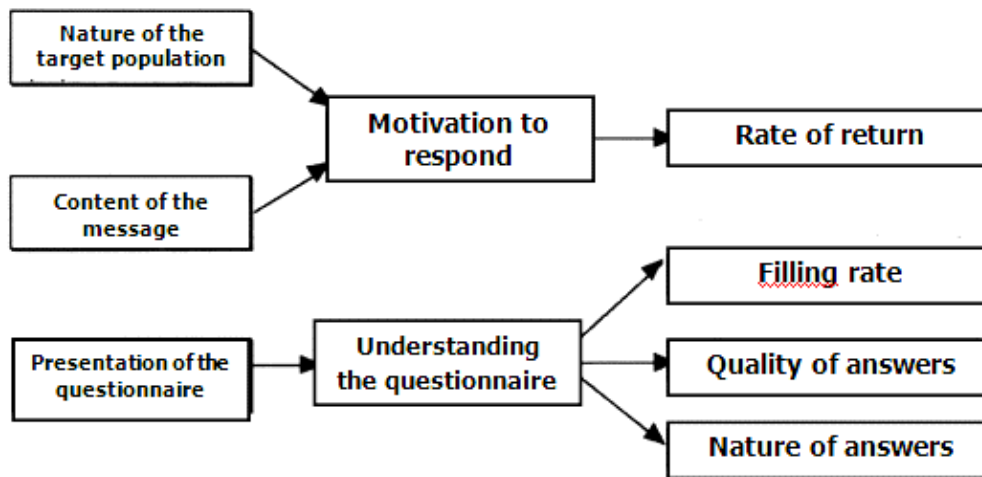 Nature of the
target population
Motivation to
respond
Rate of return
Content of the
message
Filling rate
Presentation of the
questionnaire
Understanding
the questionnaire
Quality of answers
Nature of answers